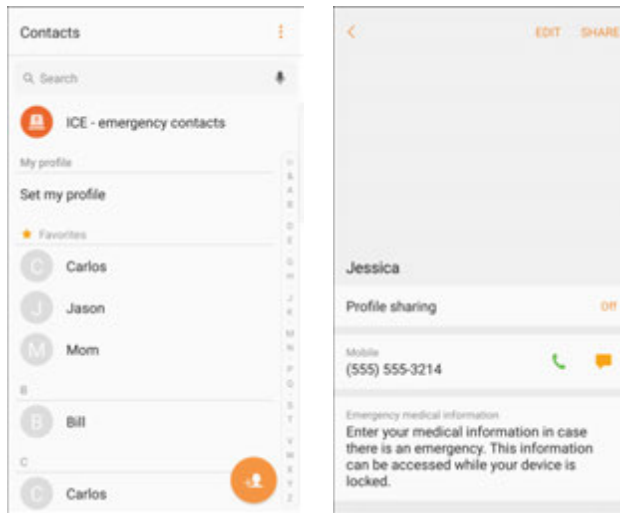 Contacts
Search
ICE - emergency contacts
My profile
Set my profile
Favorites
C Carlos
J Jason
M Mom
B
B Bill
C
C Carlos
&
A
B
D
E
G
H
J
K
M
N
P
Q
S
T
V
W
X
Y
Z
EDIT SHARE
Jessica
Profile sharing Off
Mobile
(555) 555-3214
Emergency medical information
Enter your medical information in case
there is an emergency. This information
can be accessed while your device is
locked.